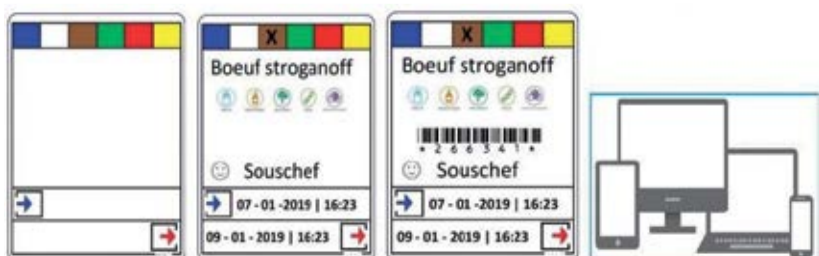 X
Boeuf stroganoff
Souschef
07 - 01 - 2019 | 16:23
09 - 01 - 2019 | 16:23
X
Boeuf stroganoff
* 2 6 6 3 4 1 *
Souschef
07 - 01 - 2019 | 16:23
09 - 01 - 2019 | 16:23